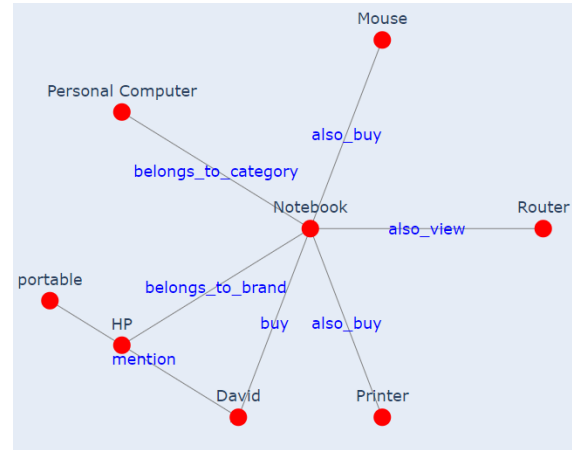 Mouse
Personal Computer
also_buy
belongs_to_category
Notebook
Router
also_view
portable
belongs_to_brand
HP
buy
also_buy
mention
David
Printer